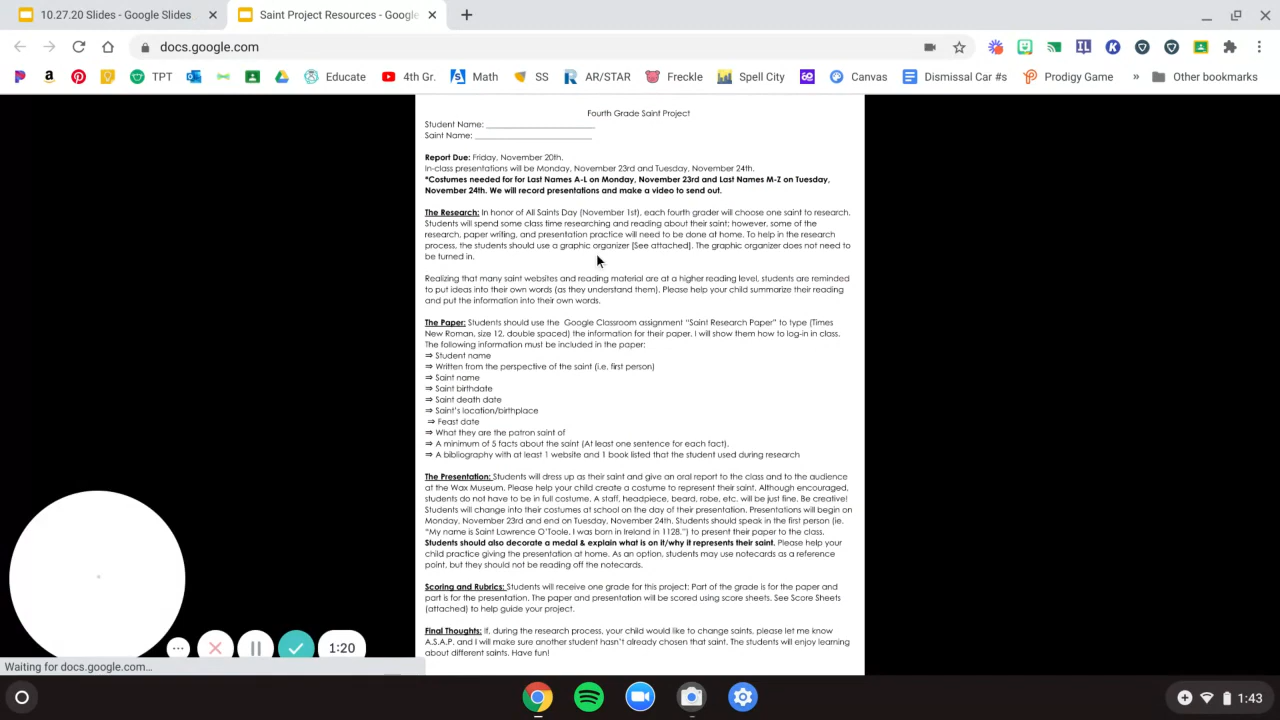 10.27.20 Slides - Google Slides
Saint Project Resources - Google
docs.google.com
TPT
Educate
4th Gr.
Math
SS
AR/STAR
Freckle
Spell City
Canvas
Dismissal Car #s
Prodigy Game
»
Other bookmarks
Fourth Grade Saint Project
Student Name: ________________________
Saint Name: __________________________
Report Due: Friday, November 20th.
In-class presentations will be Monday, November 23rd and Tuesday, November 24th.
*Costumes needed for for Last Names A-L on Monday, November 23rd and Last Names M-Z on Tuesday,
November 24th. We will record presentations and make a video to send out.
The Research: In honor of All Saints Day (November 1st), each fourth grader will choose one saint to research.
Students will spend some class time researching and reading about their saint; however, some of the
research, paper writing, and presentation practice will need to be done at home. To help in the research
process, the students should use a graphic organizer [See attached]. The graphic organizer does not need to
be turned in.
Realizing that many saint websites and reading material are at a higher reading level, students are reminded
to put ideas into their own words (as they understand them). Please help your child summarize their reading
and put the information into their own words.
The Paper: Students should use the Google Classroom assignment "Saint Research Paper" to type (Times
New Roman, size 12, double spaced) the information for their paper. I will show them how to log-in in class.
The following information must be included in the paper:
⇒ Student name
⇒ Written from the perspective of the saint (i.e. first person)
⇒ Saint name
⇒ Saint birthdate
⇒ Saint death date
⇒ Saint's location/birthplace
⇒ Feast date
⇒ What they are the patron saint of
⇒ A minimum of 5 facts about the saint (At least one sentence for each fact).
⇒ A bibliography with at least 1 website and 1 book listed that the student used during research
The Presentation: Students will dress up as their saint and give an oral report to the class and to the audience
at the Wax Museum. Please help your child create a costume to represent their saint. Although encouraged,
students do not have to be in full costume. A staff, headpiece, beard, robe, etc. will be just fine. Be creative!
Students will change into their costumes at school on the day of their presentation. Presentations will begin on
Monday, November 23rd and end on Tuesday, November 24th. Students should speak in the first person (ie.
"My name is Saint Lawrence O'Toole. I was born in Ireland in 1128.") to present their paper to the class.
Students should also decorate a medal & explain what is on it/why it represents their saint. Please help your
child practice giving the presentation at home. As an option, students may use notecards as a reference
point, but they should not be reading off the notecards.
Scoring and Rubrics: Students will receive one grade for this project: Part of the grade is for the paper and
part is for the presentation. The paper and presentation will be scored using score sheets. See Score Sheets
(attached) to help guide your project.
Final Thoughts: If, during the research process, your child would like to change saints, please let me know
A.S.A.P. and I will make sure another student hasn't already chosen that saint. The students will enjoy learning
about different saints. Have fun!
1:20
Waiting for docs.google.com...
1:43